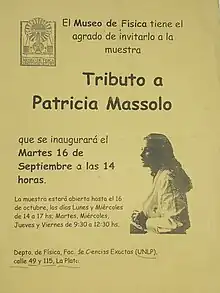 El Museo de Física tiene el
agrado de invitarlo a la
muestra
Tributo a
Patricia Massolo
que se inaugurará el
Martes 16 de
Septiembre a las 14
horas.
La muestra estará abierta hasta el 16
de octubre, los días Lunes y Miércoles
de 14 a 17 hs; Martes, Miércoles,
Jueves y Viernes de 9:30 a 12:30 hs.
Depto. de Física, Fac. de Ciencias Exactas (UNLP),
calle 49 y 115, La Plata